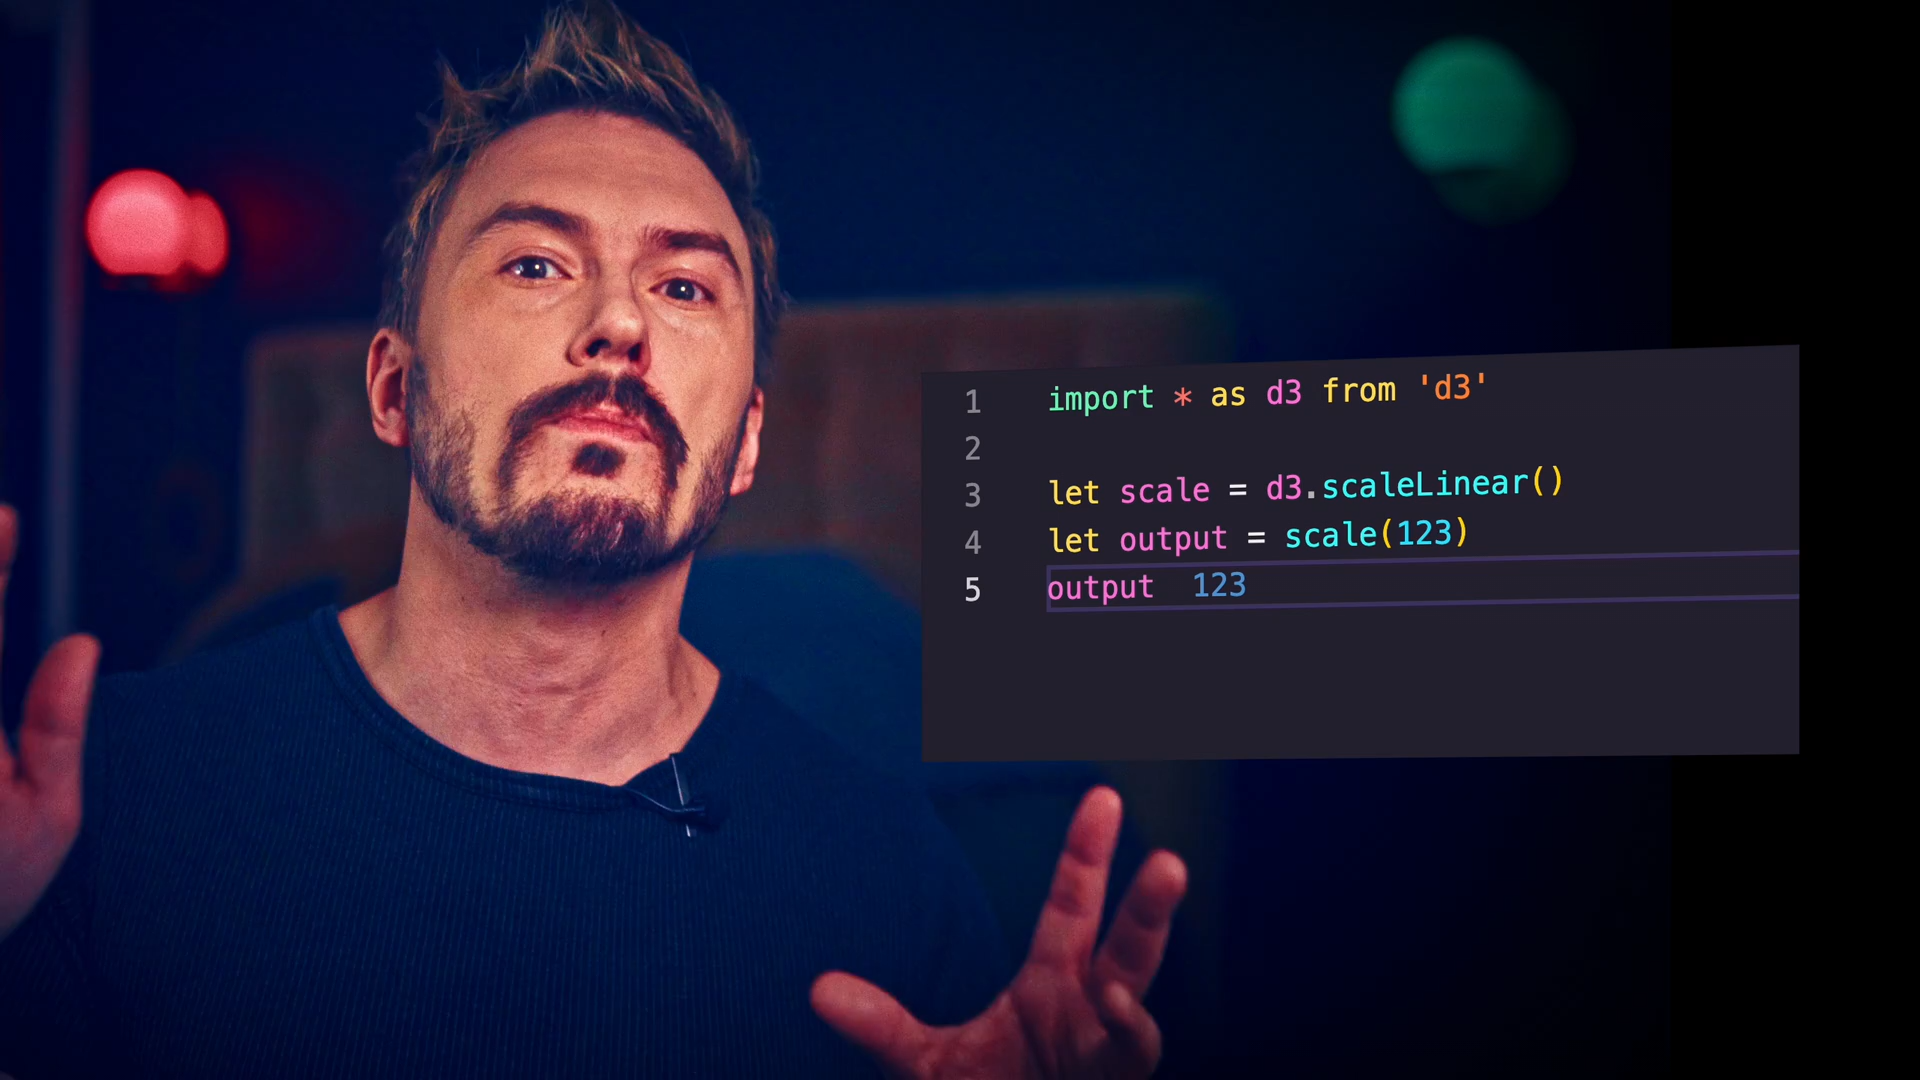 1 import * as d3 from 'd3'
2
3 let scale = d3.scaleLinear()
4 let output = scale(123)
5 output 123